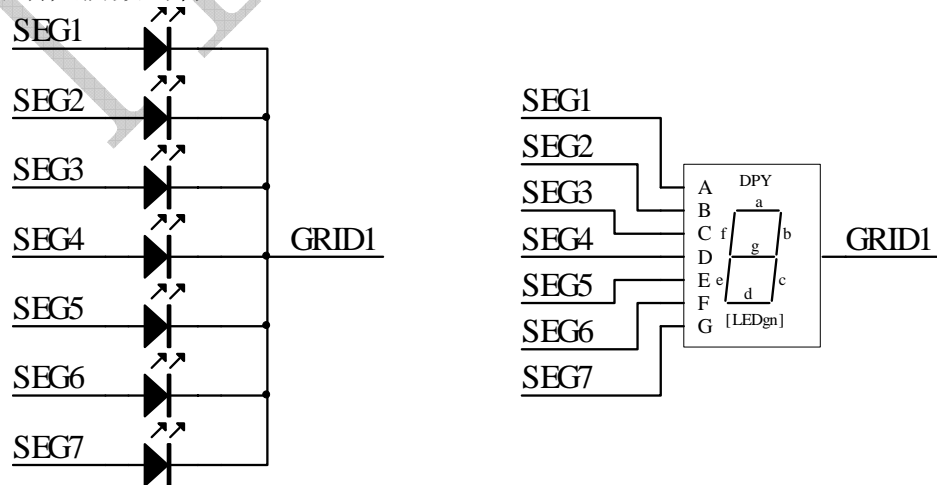 SEG1
SEG2
SEG3
SEG4
SEG5
SEG6
SEG7
GRID1
SEG1
SEG2
SEG3
SEG4
SEG5
SEG6
SEG7
DPY
A
B
C
D
E
F
G
a
f
b
g
e
c
d
[LEDgn]
GRID1